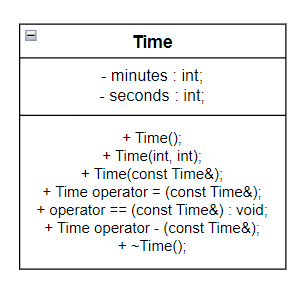 Time
- minutes : int;
- seconds : int;
+ Time();
+ Time(int, int);
+ Time(const Time&);
+ Time operator = (const Time&);
+ operator == (const Time&) : void;
+ Time operator - (const Time&);
+ ~Time();